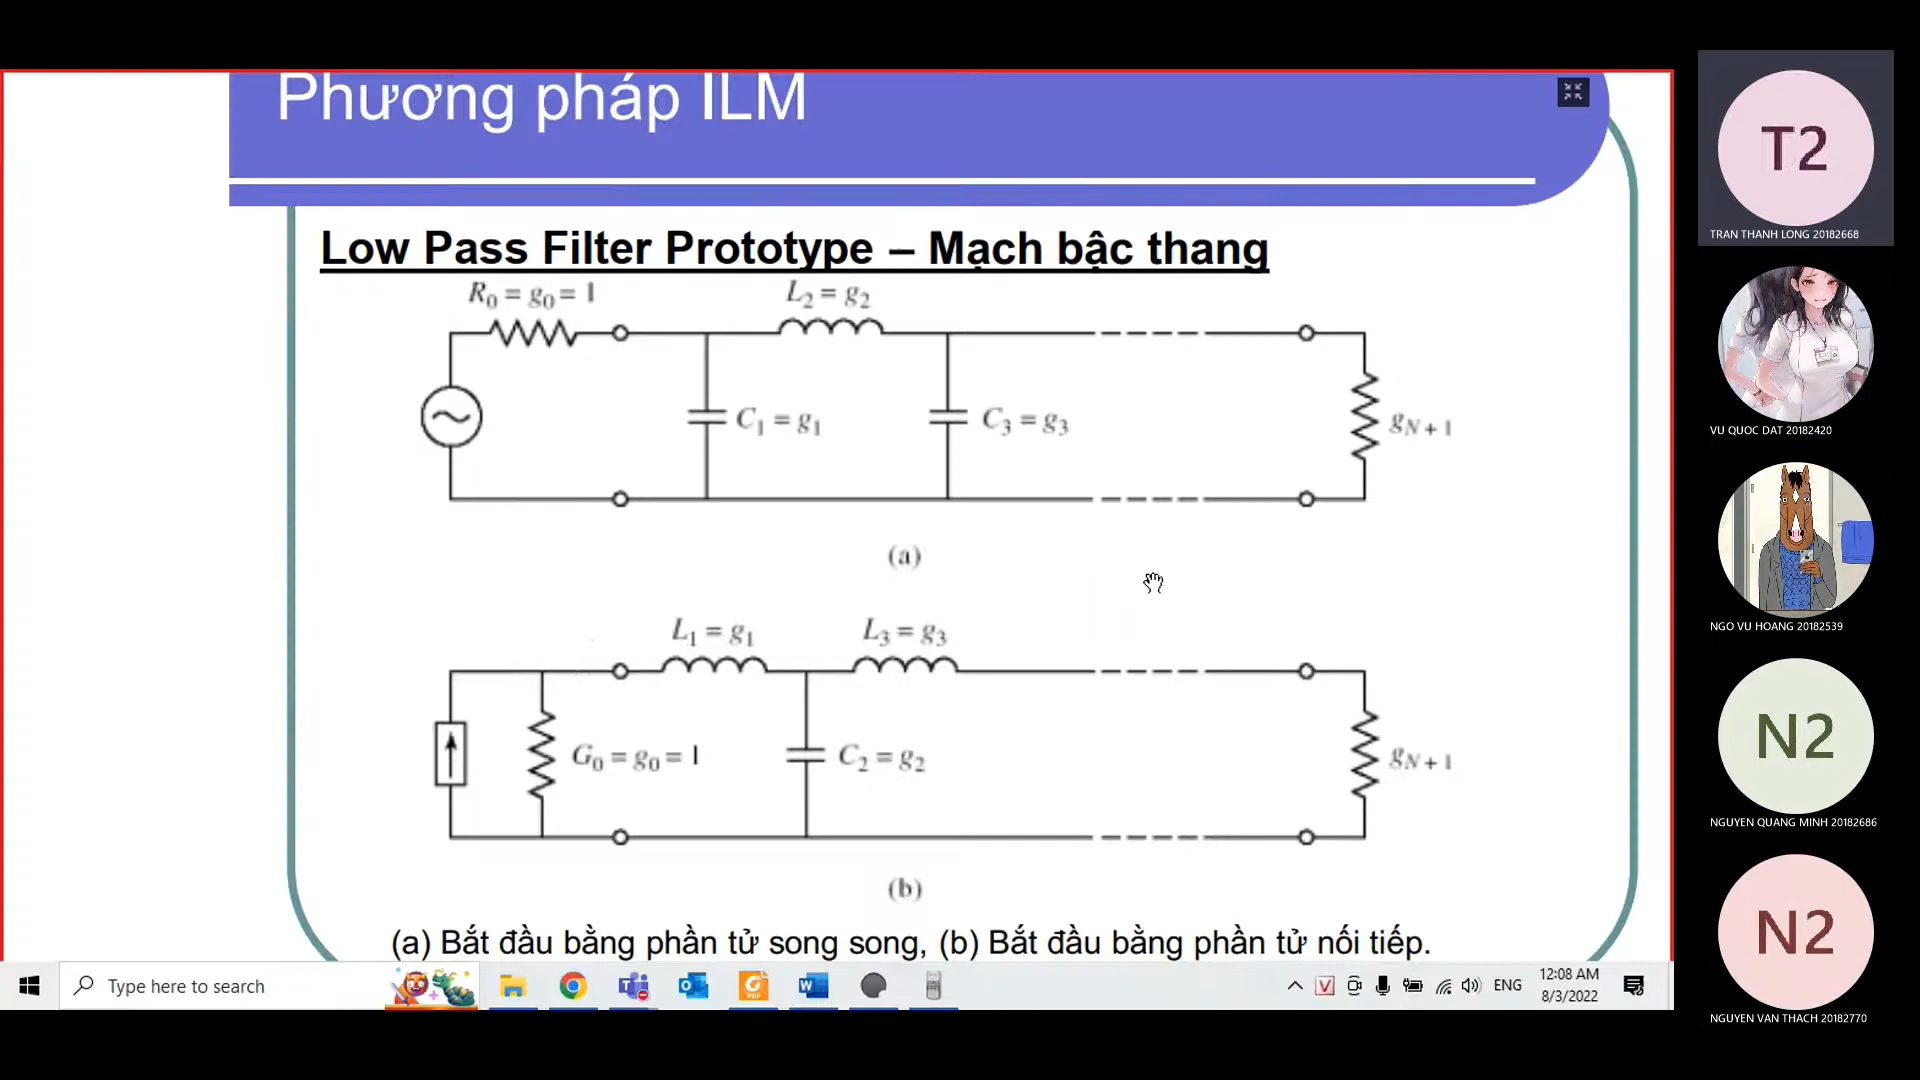 Phương pháp ILM
Low Pass Filter Prototype – Mạch bậc thang
R0 = g0 = 1
L2 = g2
C1 = g1
C3 = g3
gN + 1
(a)
L1 = g1
L3 = g3
G0 = g0 = 1
C2 = g2
gN + 1
(b)
(a) Bắt đầu bằng phần tử song song, (b) Bắt đầu bằng phần tử nối tiếp.
Type here to search
ENG
12:08 AM
8/3/2022
T2
TRAN THANH LONG 20182668
VU QUOC DAT 20182420
NGO VU HOANG 20182539
N2
NGUYEN QUANG MINH 20182686
N2
NGUYEN VAN THACH 20182770